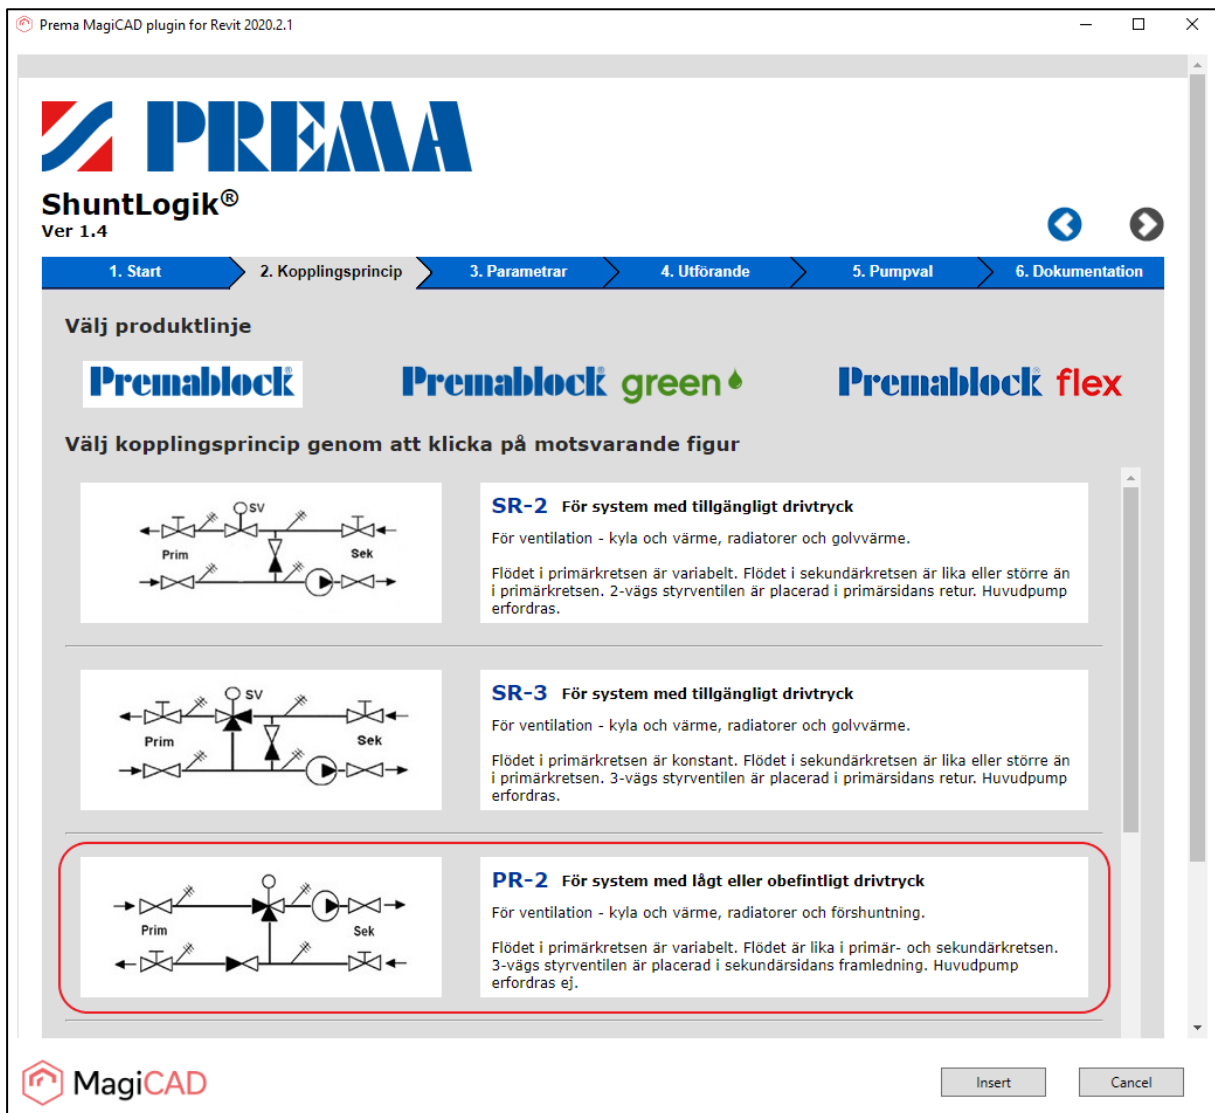 Prema MagiCAD plugin for Revit 2020.2.1
PREMA
ShuntLogik®
Ver 1.4
1. Start
2. Kopplingsprincip
3. Parametrar
4. Utförande
5. Pumpval
6. Dokumentation
Välj produktlinje
Premablock®
Premablock® green
Premablock® flex
Välj kopplingsprincip genom att klicka på motsvarande figur
SV
Prim
Sek
SR-2 För system med tillgängligt drivtryck
För ventilation - kyla och värme, radiatorer och golvvärme.
Flödet i primärkretsen är variabelt. Flödet i sekundärkretsen är lika eller större än
i primärkretsen. 2-vägs styrventilen är placerad i primärsidans retur. Huvudpump
erfordras.
SV
Prim
Sek
SR-3 För system med tillgängligt drivtryck
För ventilation - kyla och värme, radiatorer och golvvärme.
Flödet i primärkretsen är konstant. Flödet i sekundärkretsen är lika eller större än
i primärkretsen. 3-vägs styrventilen är placerad i primärsidans retur. Huvudpump
erfordras.
Prim
Sek
PR-2 För system med lågt eller obefintligt drivtryck
För ventilation - kyla och värme, radiatorer och förshuntning.
Flödet i primärkretsen är variabelt. Flödet är lika i primär- och sekundärkretsen.
3-vägs styrventilen är placerad i sekundärsidans framledning. Huvudpump
erfordras ej.
MagiCAD
Insert
Cancel